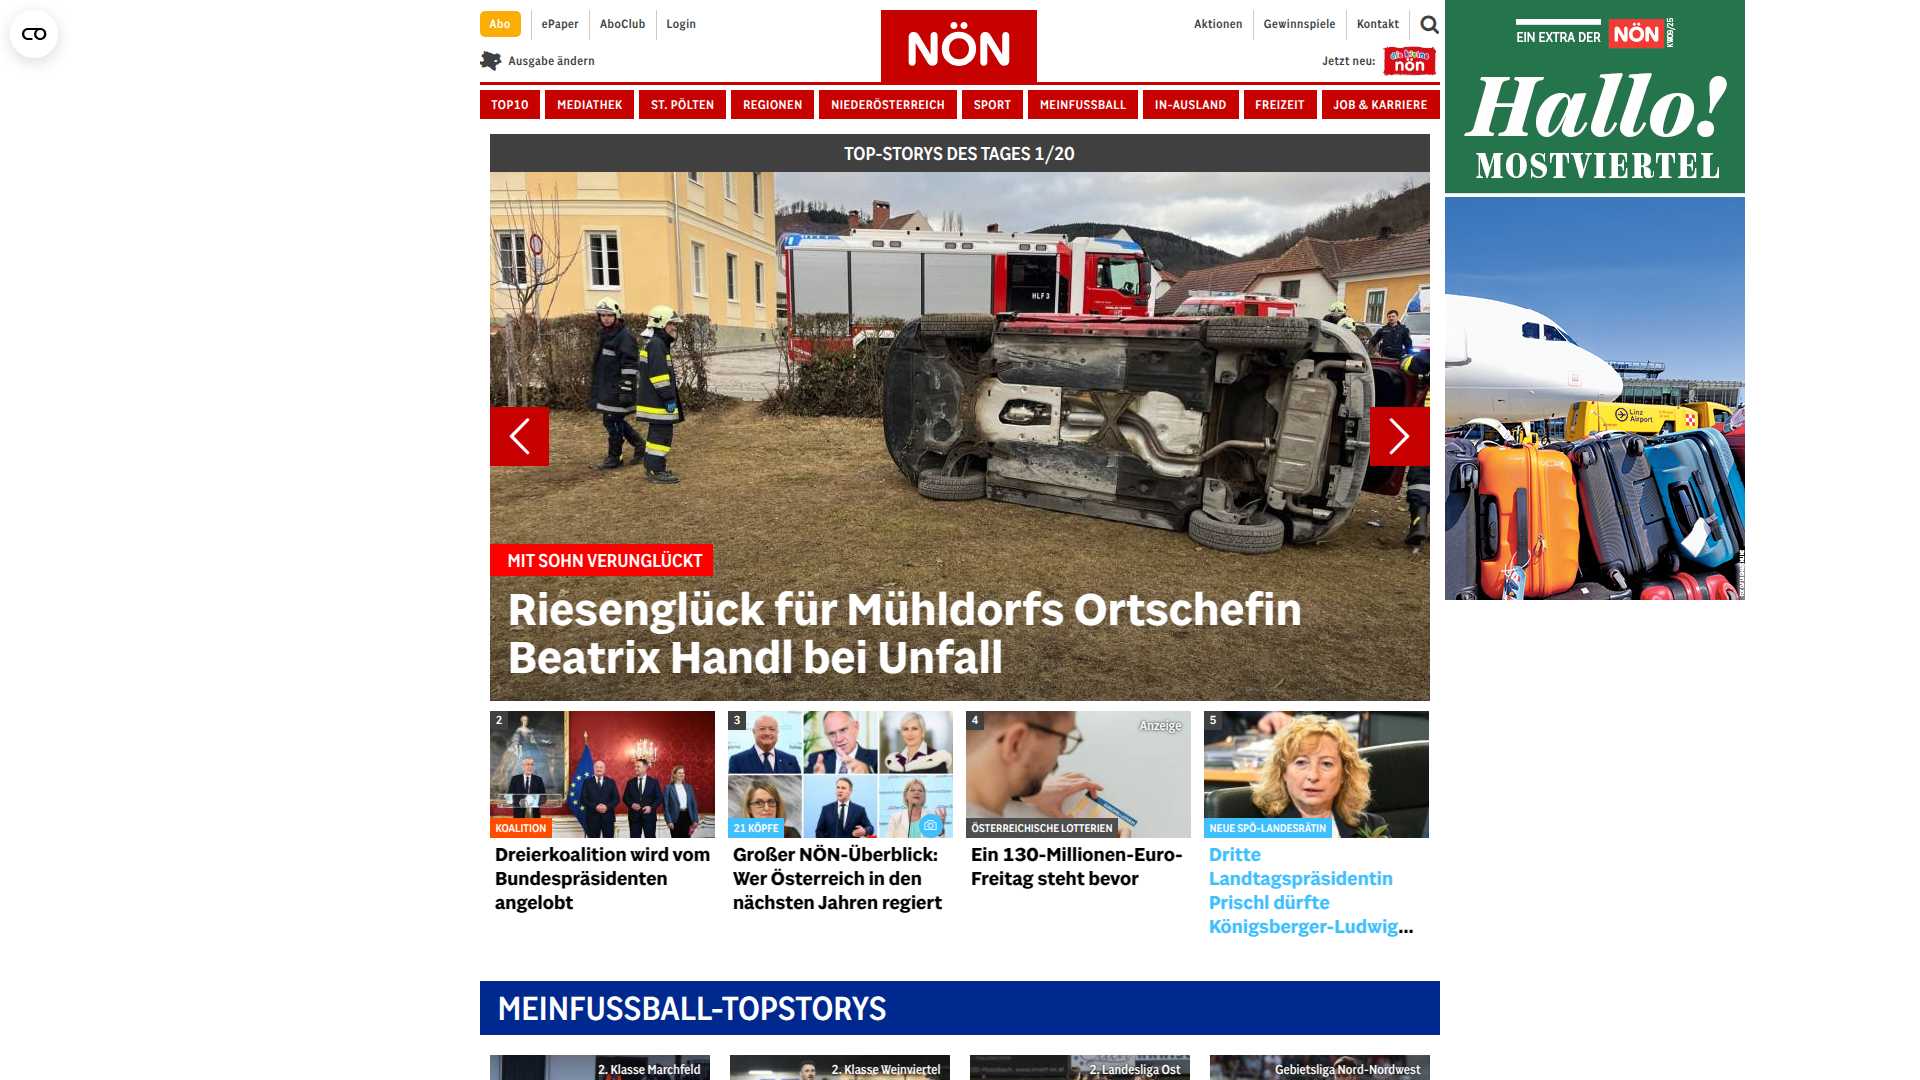 Abo
ePaper
AboClub
Login
NÖN
Aktionen
Gewinnspiele
Kontakt
Ausgabe ändern
Jetzt neu:
die kleine
nön
TOP10
MEDIATHEK
ST. PÖLTEN
REGIONEN
NIEDERÖSTERREICH
SPORT
MEINFUSSBALL
IN-AUSLAND
FREIZEIT
JOB & KARRIERE
EIN EXTRA DER NÖN
KW09/25
Hallo!
MOSTVIERTEL
Linz
Airport
TOP-STORYS DES TAGES 1/20
HLF 3
MIT SOHN VERUNGLÜCKT
Riesenglück für Mühldorfs Ortschefin
Beatrix Handl bei Unfall
2
KOALITION
Dreierkoalition wird vom
Bundespräsidenten
angelobt
3
21 KÖPFE
Großer NÖN-Überblick:
Wer Österreich in den
nächsten Jahren regiert
4
Anzeige
ÖSTERREICHISCHE LOTTERIEN
Ein 130-Millionen-Euro-
Freitag steht bevor
5
NEUE SPÖ-LANDESRÄTIN
Dritte
Landtagspräsidentin
Prischl dürfte
Königsberger-Ludwig...
MEINFUSSBALL-TOPSTORYS
2. Klasse Marchfeld
2. Klasse Weinviertel
2. Landesliga Ost
Gebietsliga Nord-Nordwest